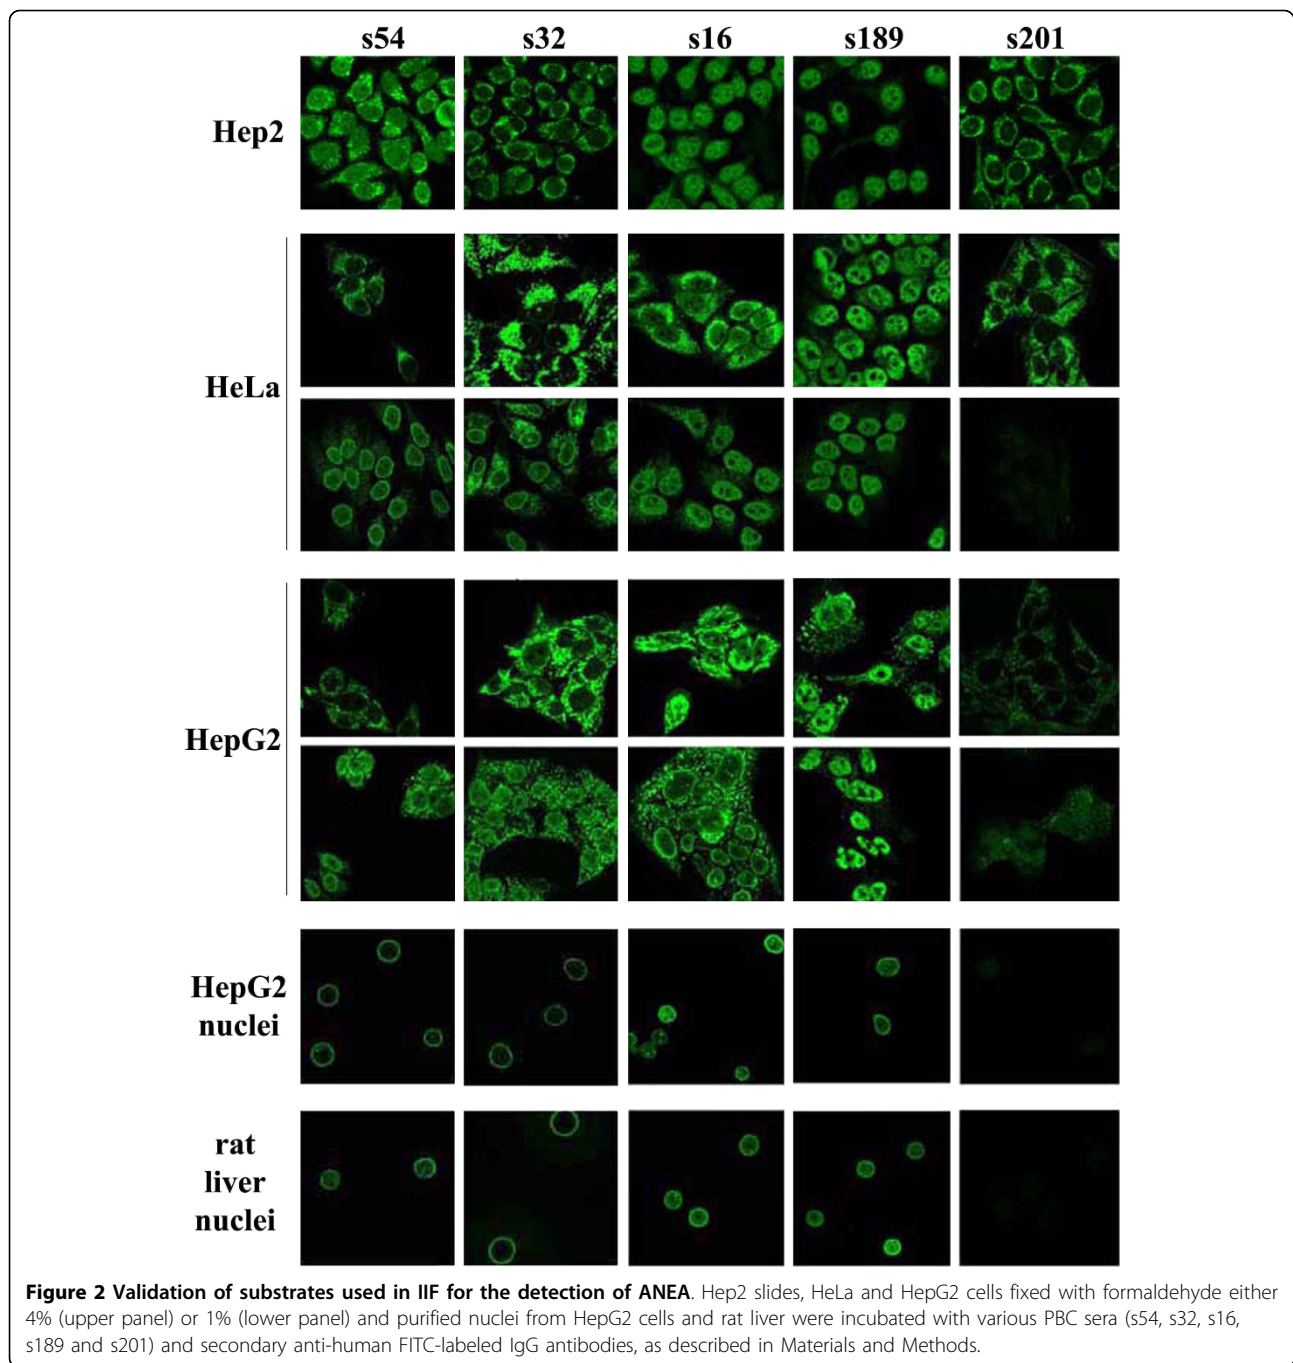 s54 s32 s16 s189 s201
Hep2
HeLa
HepG2
HepG2
nuclei
rat
liver
nuclei
Figure 2 Validation of substrates used in IIF for the detection of ANEA. Hep2 slides, HeLa and HepG2 cells fixed with formaldehyde either
4% (upper panel) or 1% (lower panel) and purified nuclei from HepG2 cells and rat liver were incubated with various PBC sera (s54, s32, s16,
s189 and s201) and secondary anti-human FITC-labeled IgG antibodies, as described in Materials and Methods.